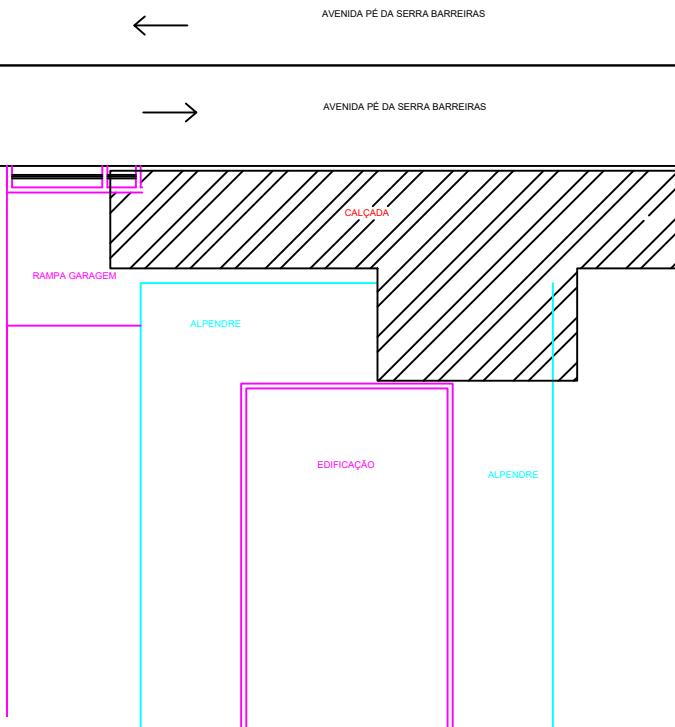 AVENIDA PÉ DA SERRA BARREIRAS
AVENIDA PÉ DA SERRA BARREIRAS
CALÇADA
RAMPA GARAGEM
ALPENDRE
EDIFICAÇÃO
ALPENDRE